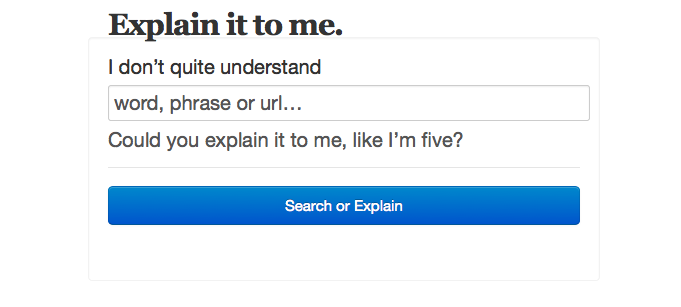 Explain it to me.
I don’t quite understand
word, phrase or url…
Could you explain it to me, like I’m five?
Search or Explain